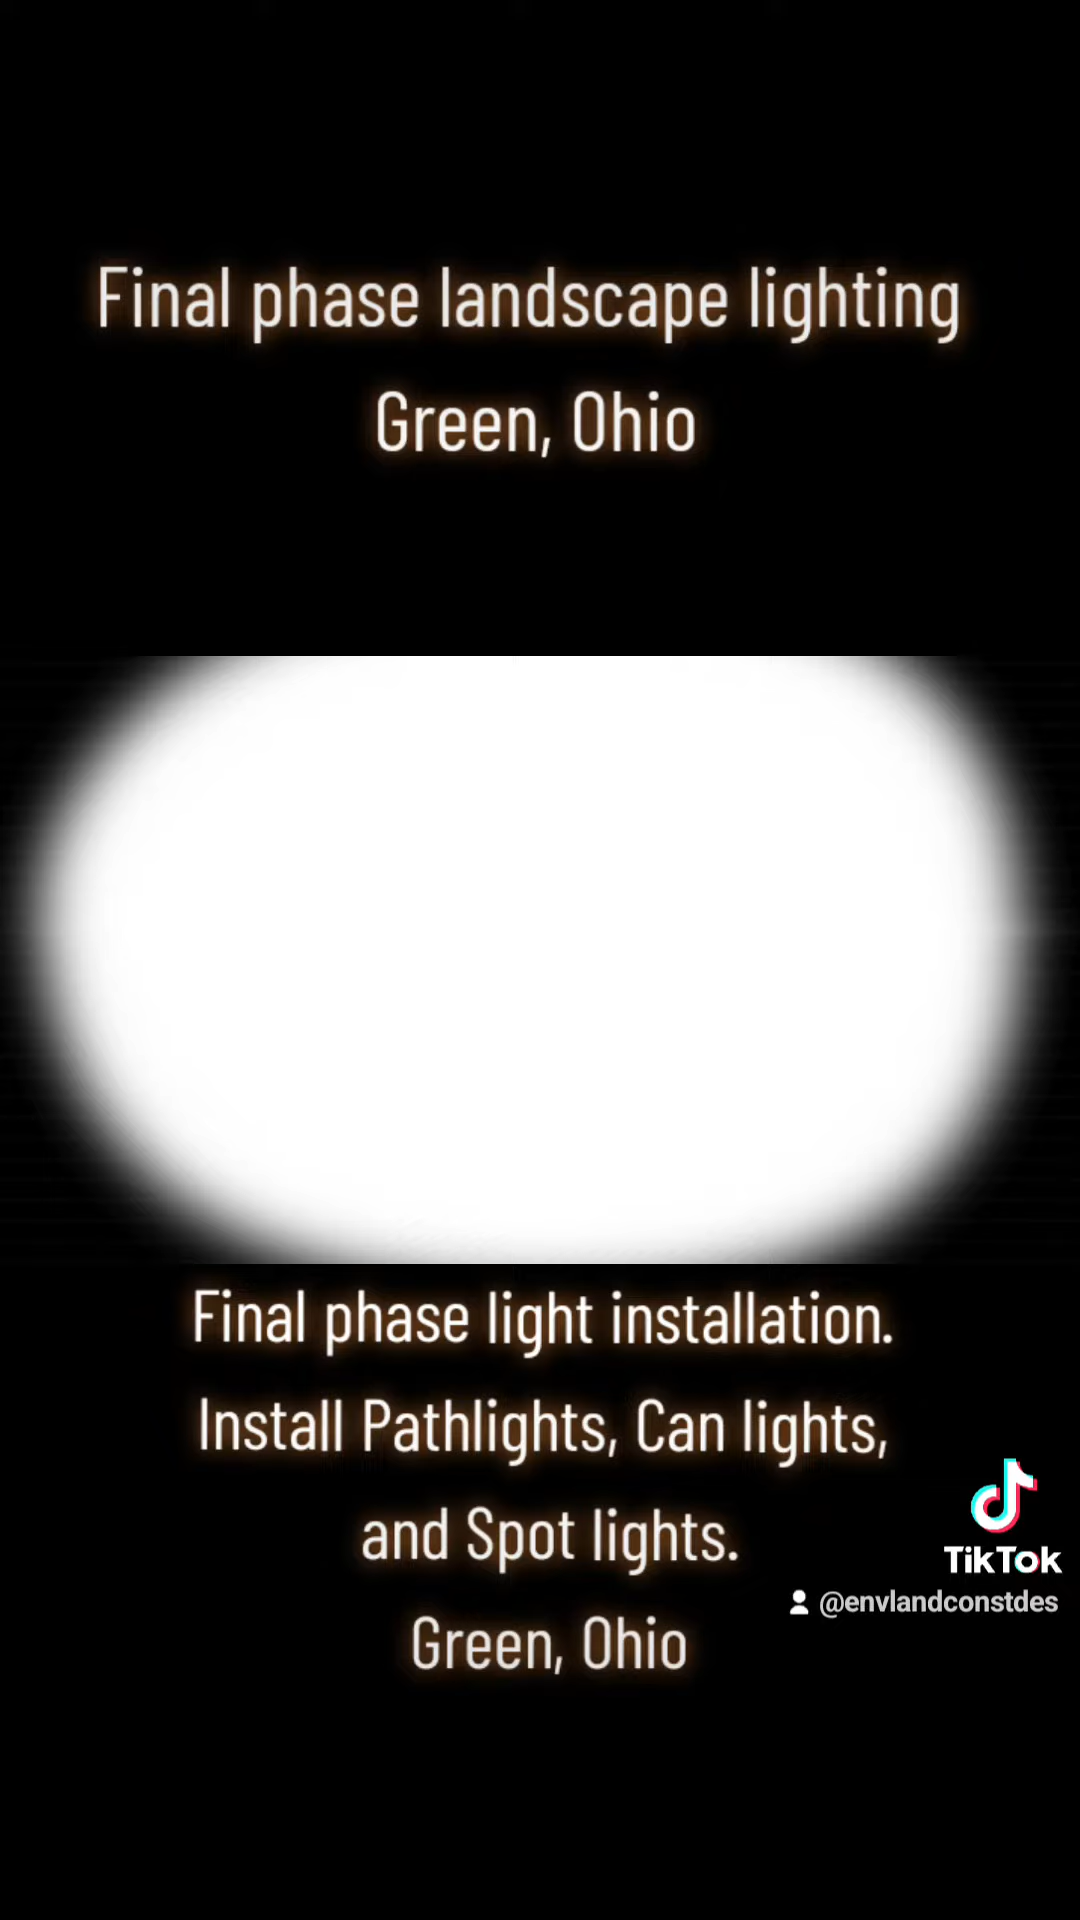 Final phase landscape lighting
Green, Ohio
Final phase light installation.
Install Pathlights, Can lights,
and Spot lights.
Green, Ohio
TikTok
@envlandconstdes